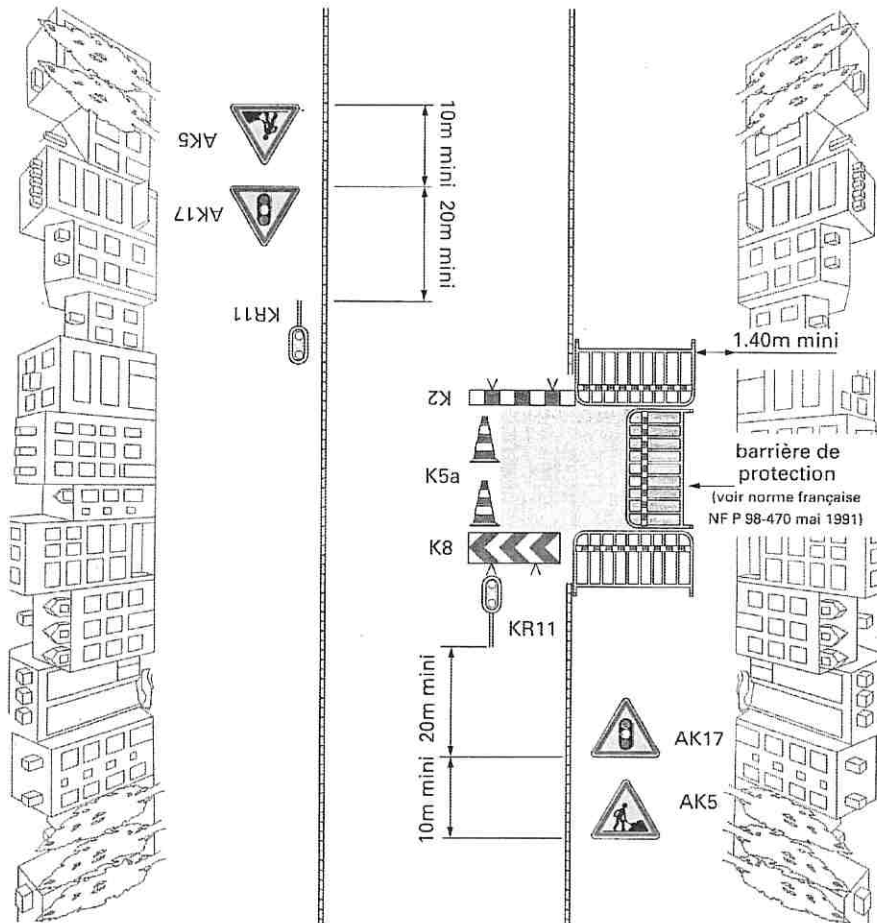 AK5
10m mini
AK17
20m mini
KR11
1.40m mini
K2
barrière de
protection
(voir norme française
NF P 98-470 mai 1991)
K5a
K8
KR11
20m mini
AK17
10m mini
AK5